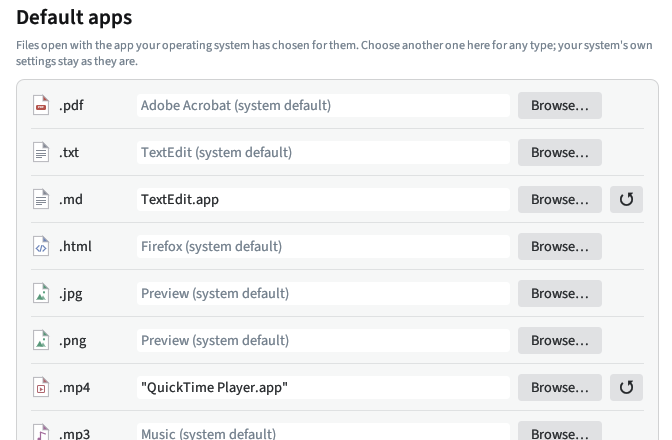 Default apps
Files open with the app your operating system has chosen for them. Choose another one here for any type; your system's own
settings stay as they are.
.pdf Adobe Acrobat (system default) Browse…
.txt TextEdit (system default) Browse…
.md TextEdit.app Browse…
.html Firefox (system default) Browse…
.jpg Preview (system default) Browse…
.png Preview (system default) Browse…
.mp4 "QuickTime Player.app" Browse…
.mp3 Music (system default) Browse…